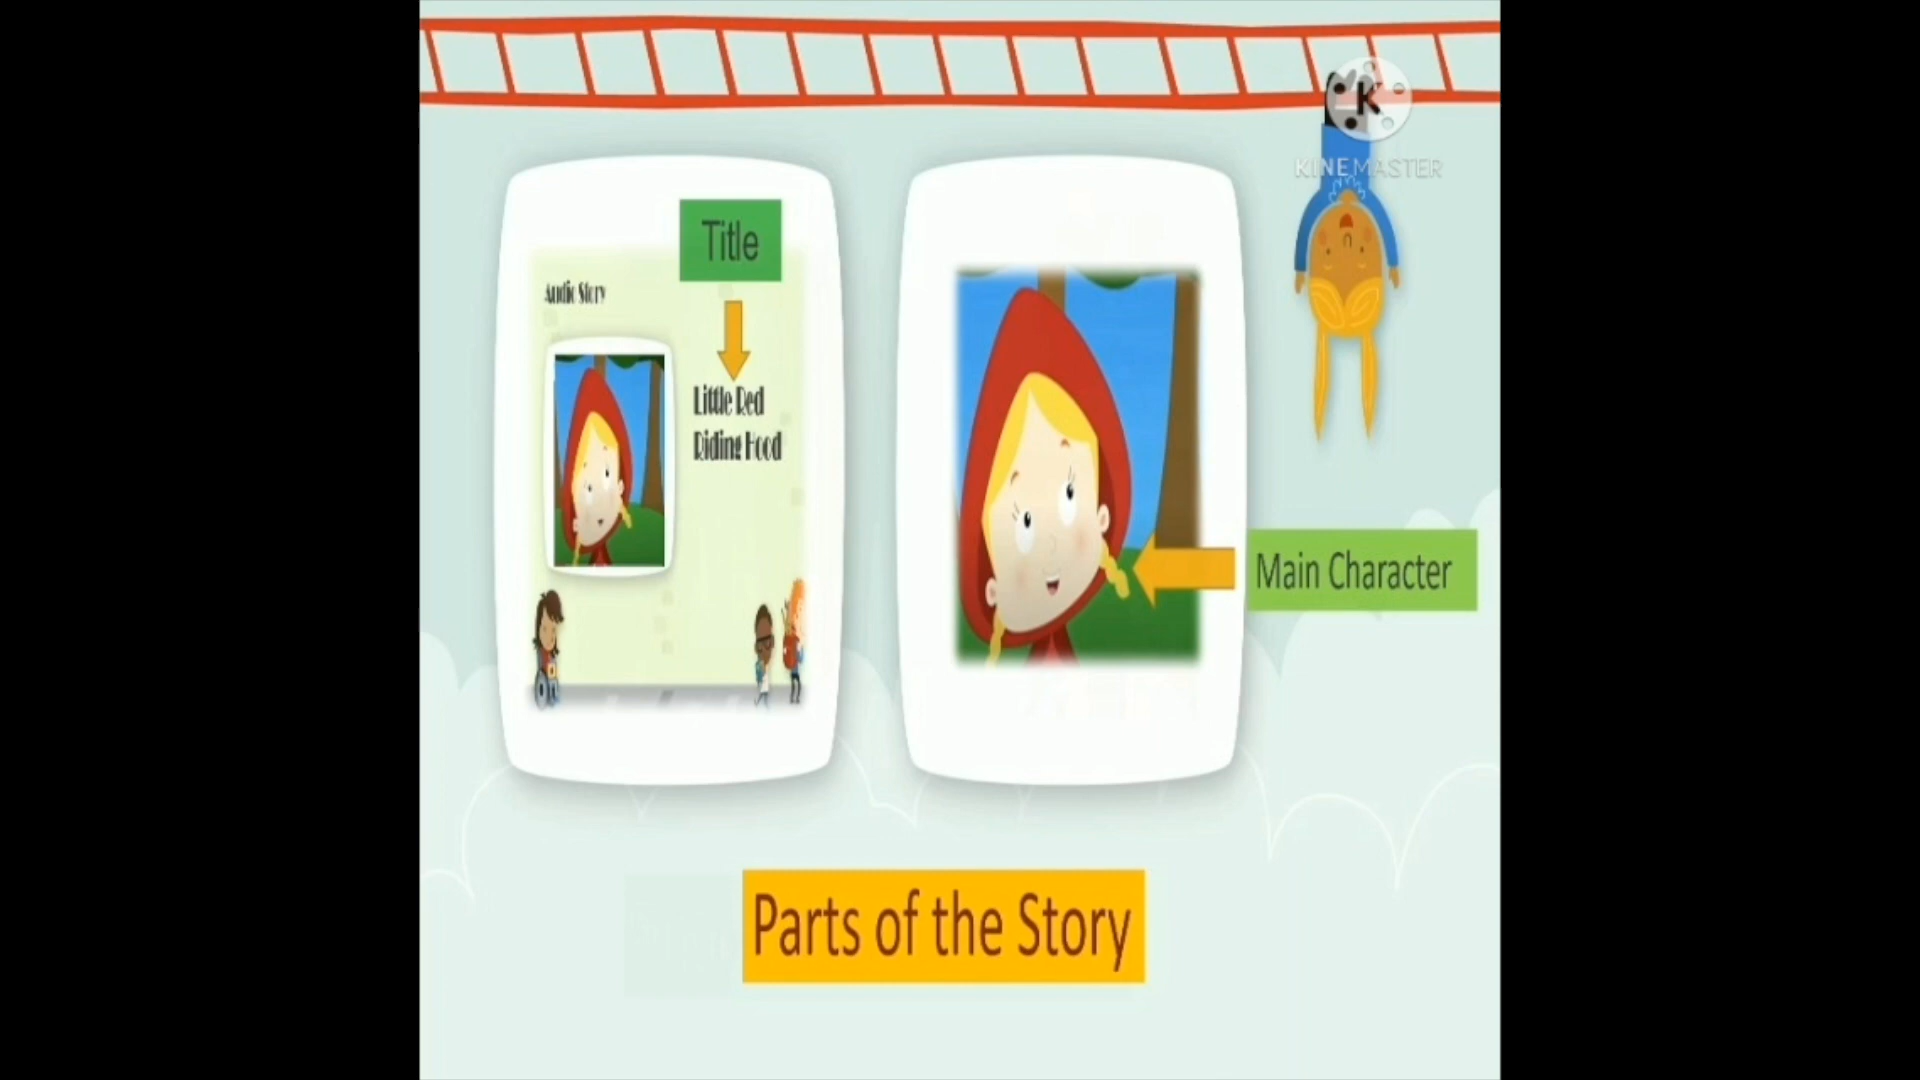 K
KINEMASTER
Title
Audio Story
Little Red
Riding Hood
Main Character
Parts of the Story